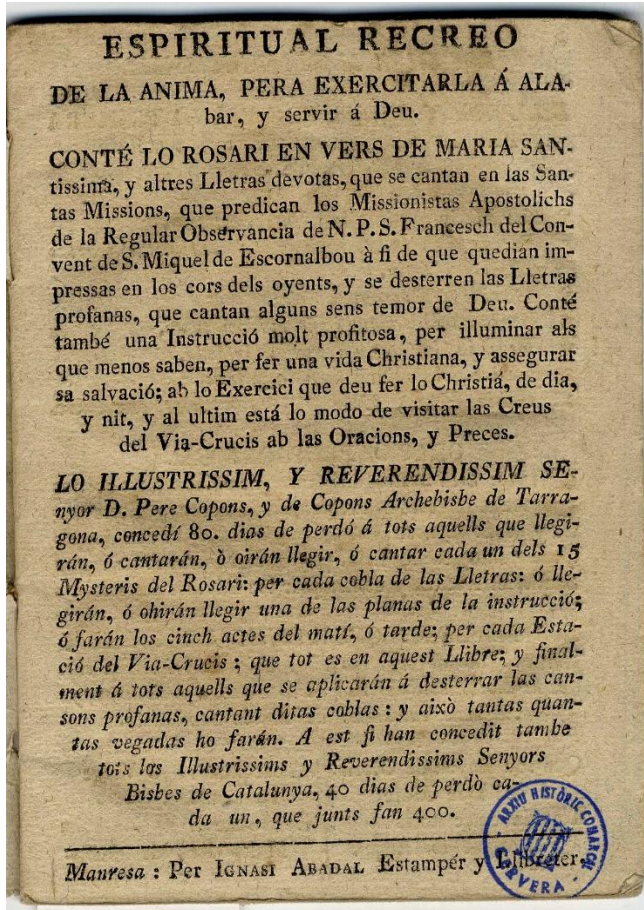 ESPIRITUAL RECREO
DE LA ANIMA, PERA EXERCITARLA Á ALA-
bar, y servir á Deu.
CONTÉ LO ROSARI EN VERS DE MARIA SAN-
tissima, y altres Lletras devotas, que se cantan en las San-
tas Missions, que predican los Missionistas Apostolichs
de la Regular Observancia de N. P. S. Francesch del Con-
vent de S. Miquel de Escornalbou à fi de que quedian im-
pressas en los cors dels oyents, y se desterren las Lletras
profanas, que cantan alguns sens temor de Deu. Conté
també una Instrucció molt profitosa, per illuminar als
que menos saben, per fer una vida Christiana, y assegurar
sa salvació; ab lo Exercici que deu fer lo Christiá, de dia,
y nit, y al ultim está lo modo de visitar las Creus
del Via-Crucis ab las Oracions, y Preces.
LO ILLUSTRISSIM, Y REVERENDISSIM SE-
nyor D. Pere Copons, y de Copons Archebisbe de Tarra-
gona, concedí 80. dias de perdó á tots aquells que llegi-
rán, ó cantarán, ò oirán llegir, ó cantar cada un dels 15
Mysteris del Rosari: per cada cobla de las Lletras: ó lle-
girán, ó ohirán llegir una de las planas de la instrucció;
ó farán los cinch actes del matí, ó tarde; per cada Esta-
ció del Via-Crucis; que tot es en aquest Llibre; y final-
ment á tots aquells que se aplicarán á desterrar las can-
sons profanas, cantant ditas coblas: y això tantas quan-
tas vegadas ho farán. A est fi han concedit tambe
tots los Illustrissims y Reverendissims Senyors
Bisbes de Catalunya, 40 dias de perdò ca-
da un, que junts fan 400.
Manresa: Per IGNASI ABADAL Estampér y Llibreter.
ARXIU HISTÒRIC COMARCAL
CERVERA